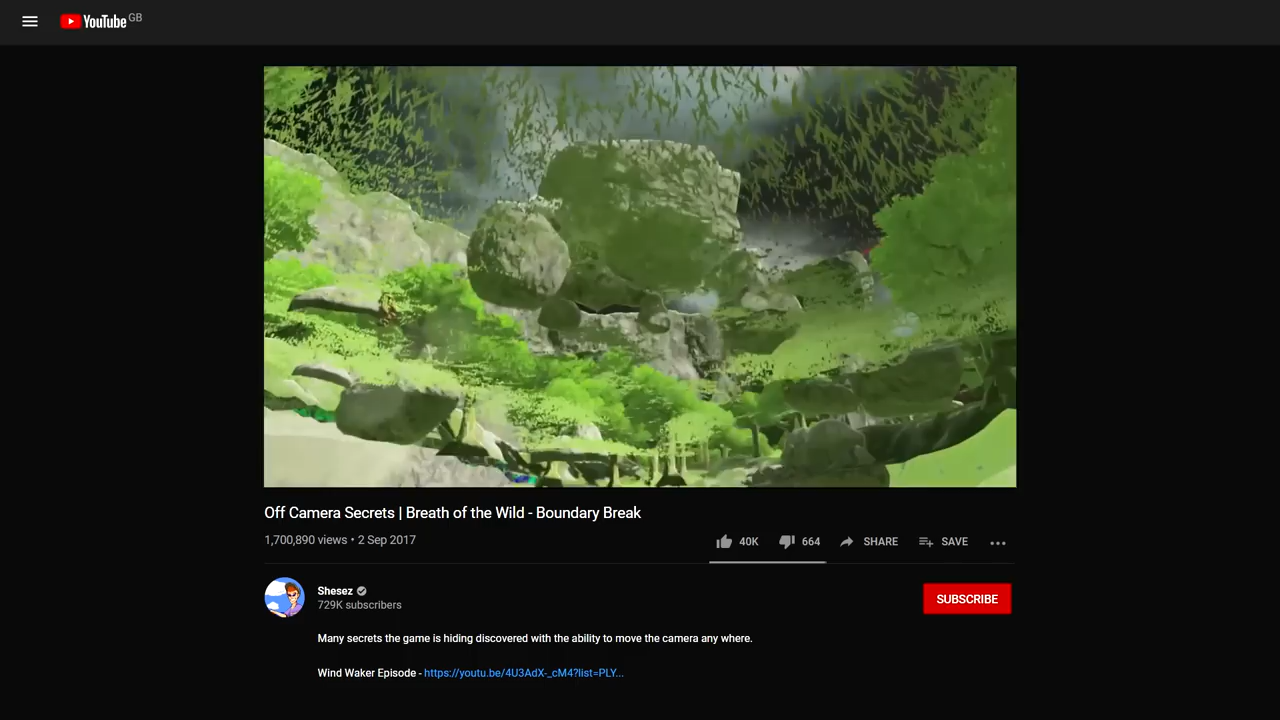 YouTube GB
Off Camera Secrets | Breath of the Wild - Boundary Break
1,700,890 views • 2 Sep 2017
40K 664 SHARE SAVE
Shesez
729K subscribers
SUBSCRIBE
Many secrets the game is hiding discovered with the ability to move the camera any where.
Wind Waker Episode - https://youtu.be/4U3AdX-_cM4?list=PLY...